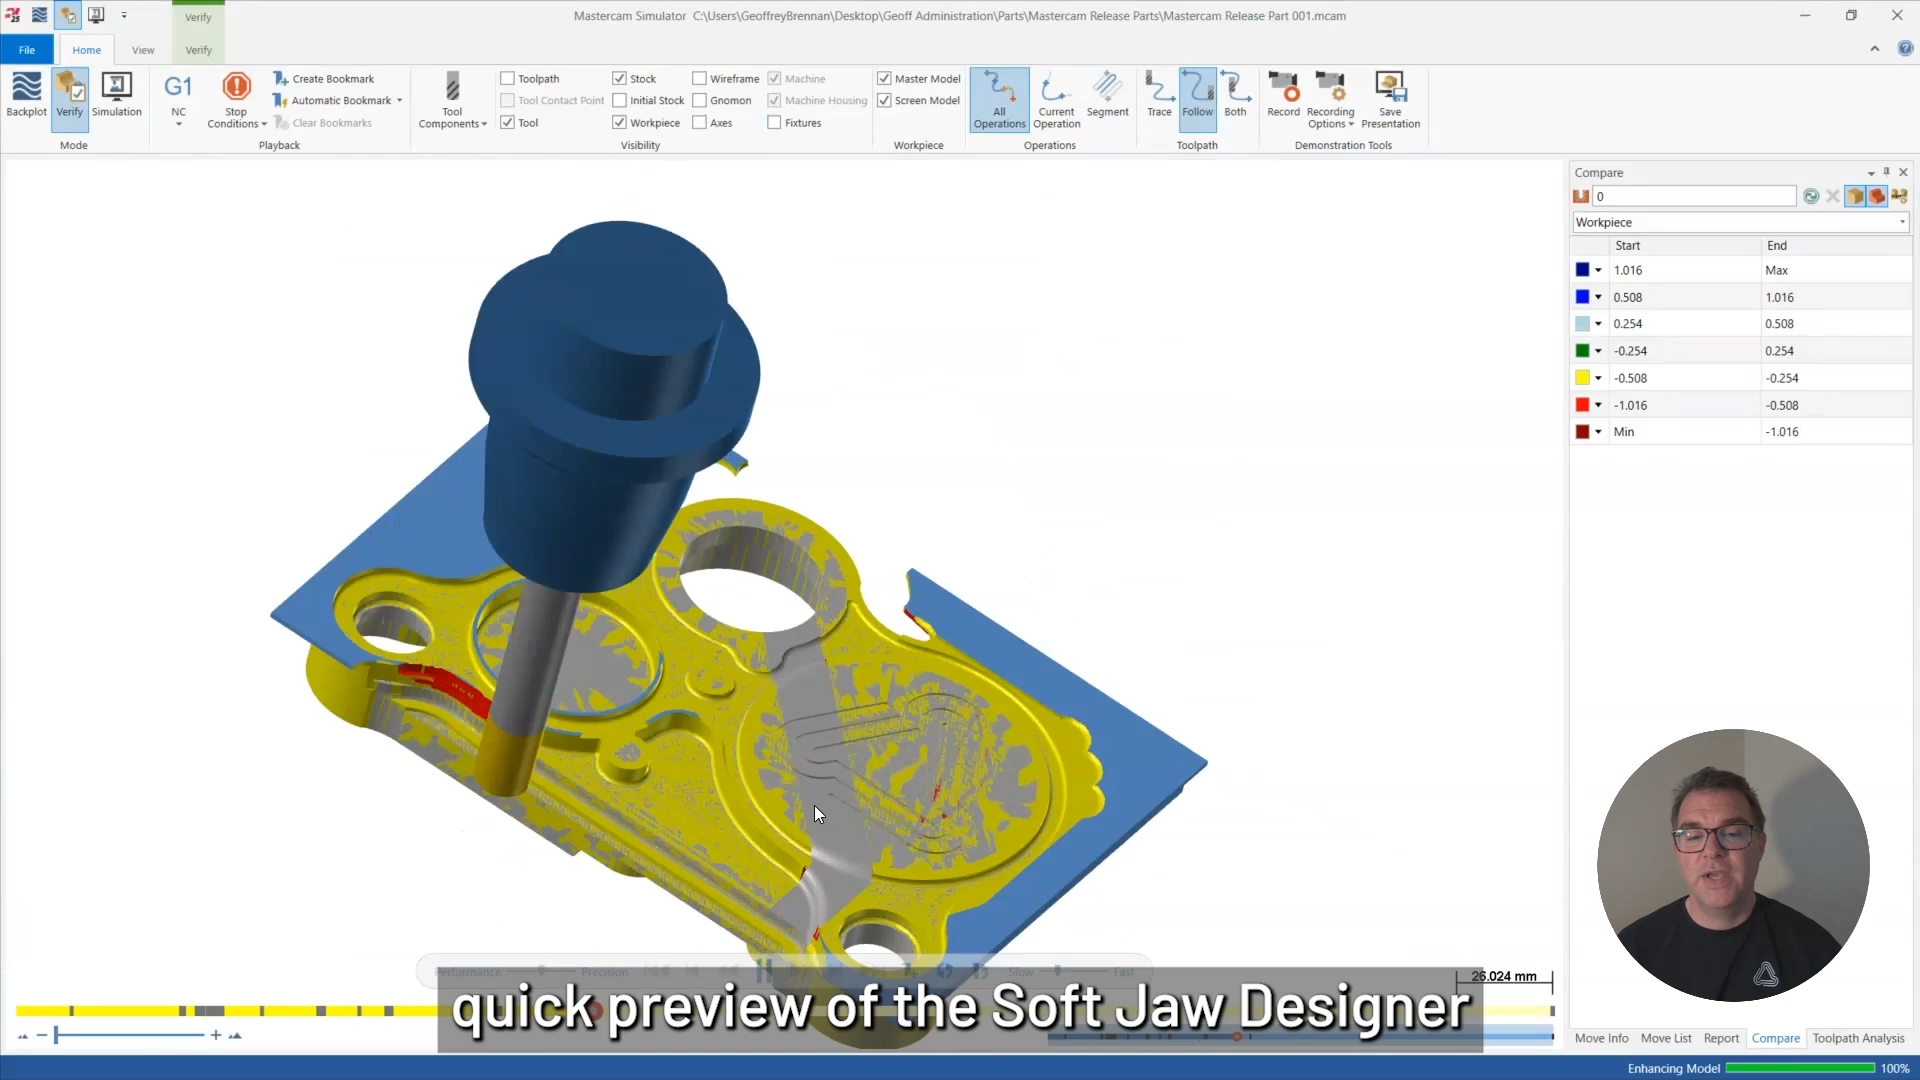 25
Verify
Mastercam Simulator C:\Users\GeoffreyBrennan\Desktop\Geoff Administration\Parts\Mastercam Release Parts\Mastercam Release Part 001.mcam
File
Home
View
Verify
Backplot
Verify
Simulation
Mode
G1
NC
Stop
Conditions
Create Bookmark
Automatic Bookmark
Clear Bookmarks
Playback
Tool
Components
Toolpath
Tool Contact Point
Tool
Stock
Initial Stock
Workpiece
Wireframe
Gnomon
Axes
Machine
Machine Housing
Fixtures
Visibility
Master Model
Screen Model
Workpiece
All
Operations
Current
Operation
Segment
Operations
Trace
Follow
Both
Toolpath
Record
Recording
Options
Save
Presentation
Demonstration Tools
Compare
0
Workpiece
Start End
1.016 Max
0.508 1.016
0.254 0.508
-0.254 0.254
-0.508 -0.254
-1.016 -0.508
Min -1.016
Performance
Precision
Slow
Fast
26.024 mm
quick preview of the Soft Jaw Designer
Move Info
Move List
Report
Compare
Toolpath Analysis
Enhancing Model
100%